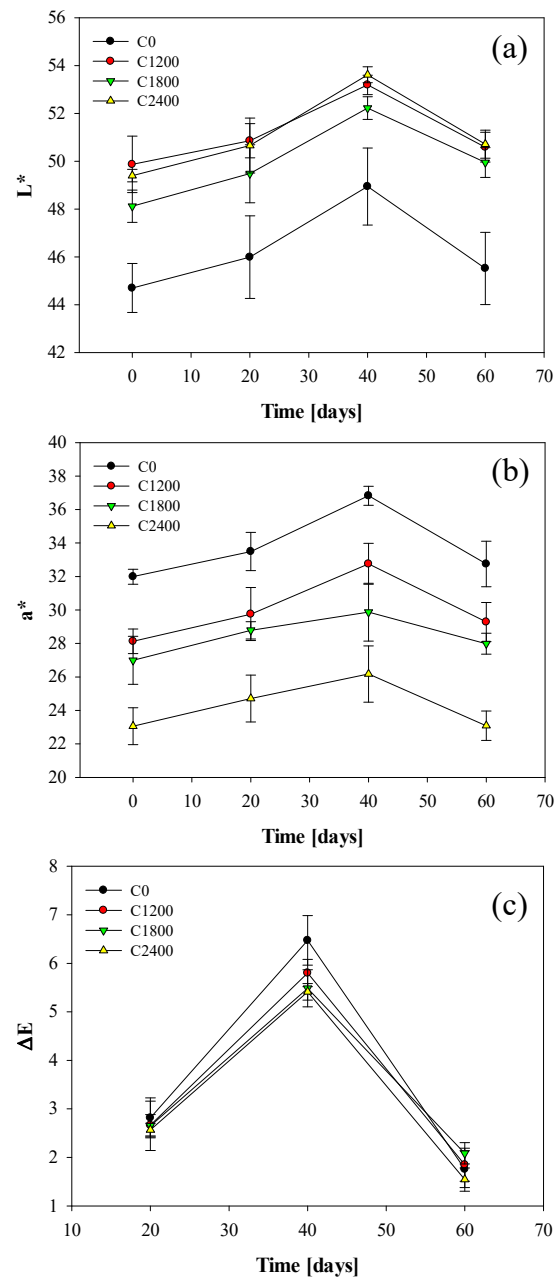 56
54
52
50
48
46
44
42
L*
C0
C1200
C1800
C2400
(a)
0 10 20 30 40 50 60 70
Time [days]
40
38
36
34
32
30
28
26
24
22
20
a*
C0
C1200
C1800
C2400
(b)
0 10 20 30 40 50 60 70
Time [days]
8
7
6
5
4
3
2
1
ΔE
C0
C1200
C1800
C2400
(c)
10 20 30 40 50 60 70
Time [days]